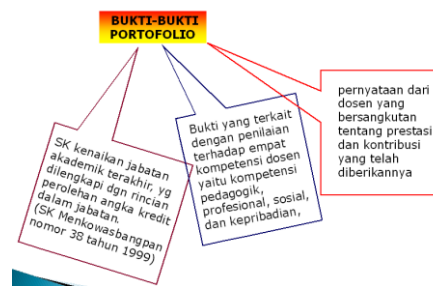 BUKTI-BUKTI
PORTOFOLIO
SK kenaikan jabatan
akademik terakhir, yg
dilengkapi dgn rincian
perolehan angka kredit
dalam jabatan.
(SK Menkowasbangpan
nomor 38 tahun 1999)
Bukti yang terkait
dengan penilaian
terhadap empat
kompetensi dosen
yaitu kompetensi
pedagogik,
profesional, sosial,
dan kepribadian,
pernyataan dari
dosen yang
bersangkutan
tentang prestasi
dan kontribusi
yang telah
diberikannya